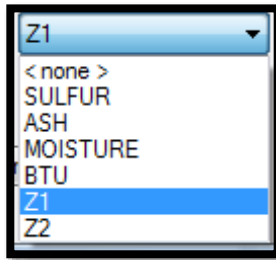 Z1
< none >
SULFUR
ASH
MOISTURE
BTU
Z1
Z2